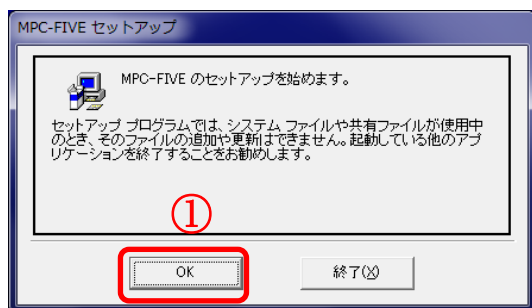 MPC-FIVE セットアップ
MPC-FIVE のセットアップを始めます。
セットアップ プログラムでは、システム ファイルや共有ファイルが使用中
のとき、そのファイルの追加や更新はできません。起動している他のアプ
リケーションを終了することをお勧めします。
①
OK
終了(X)